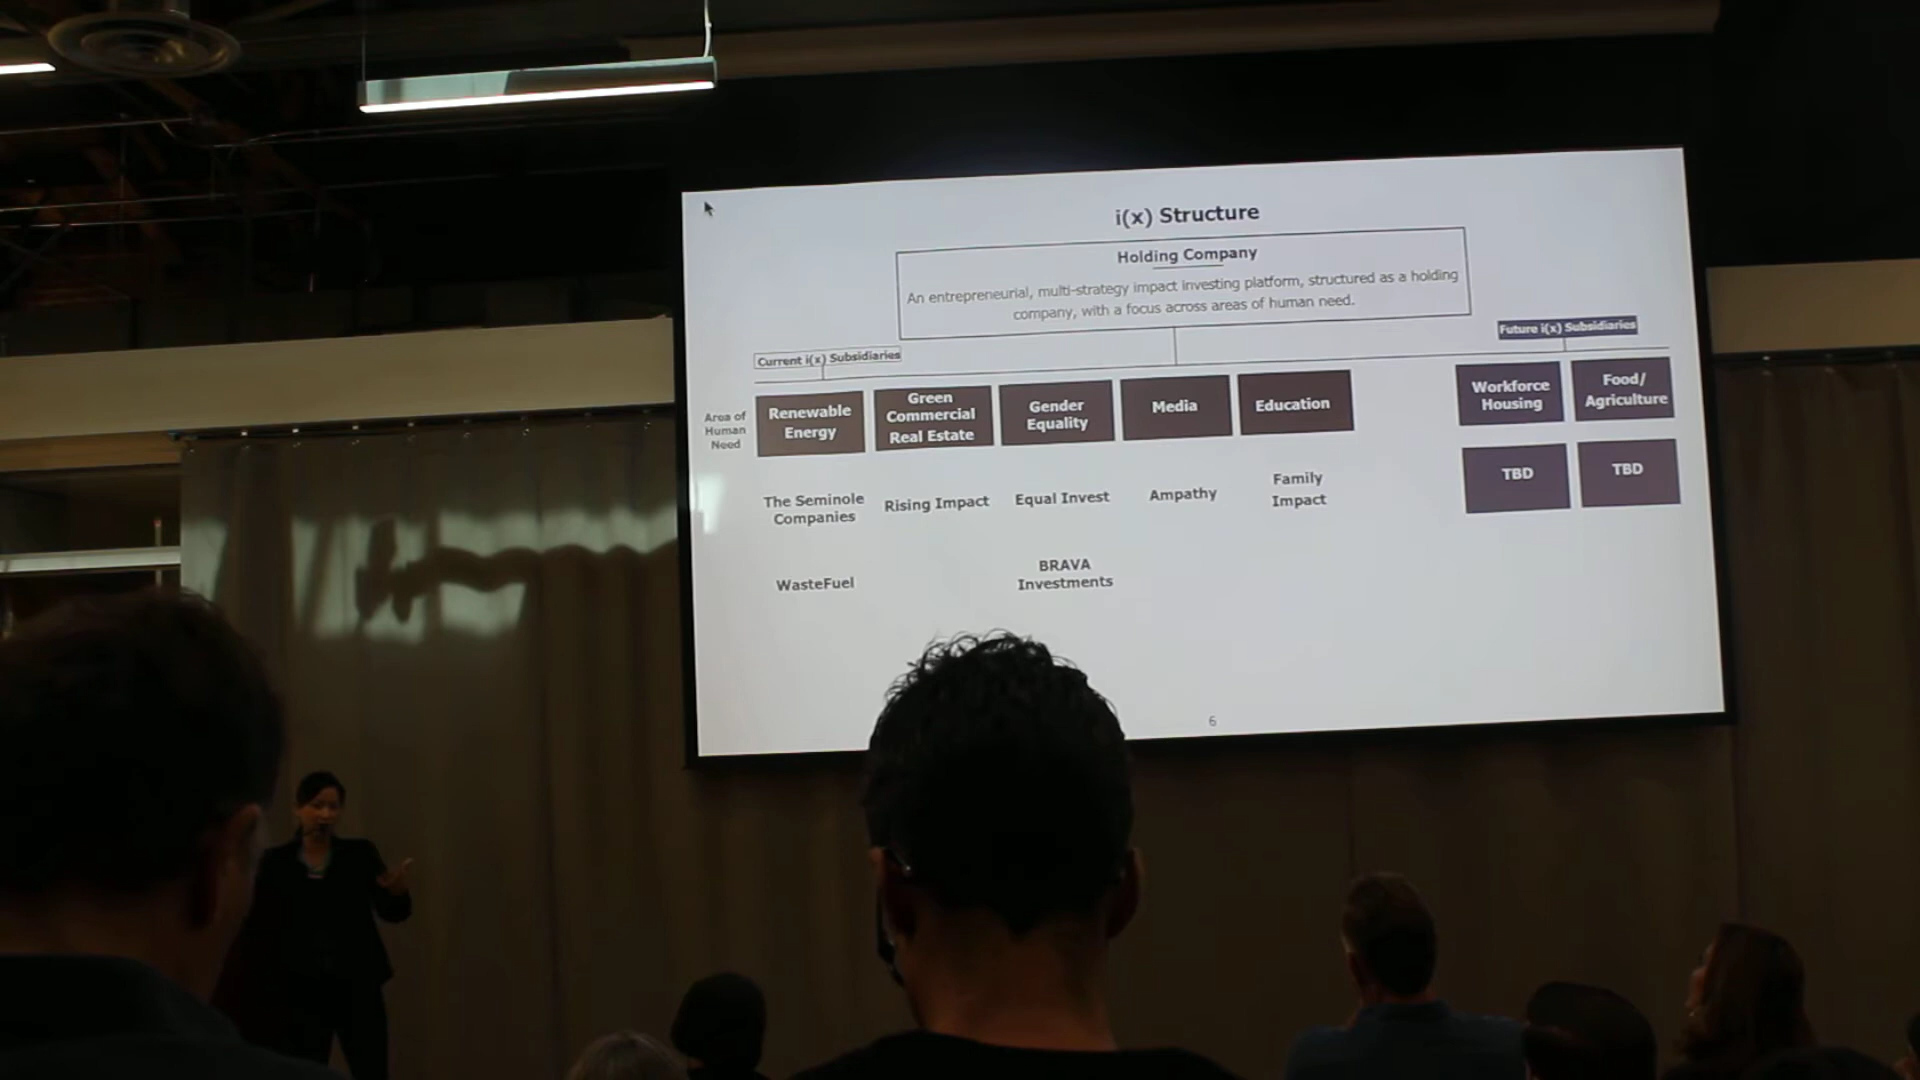 i(x) Structure
Holding Company
An entrepreneurial, multi-strategy impact investing platform, structured as a holding
company, with a focus across areas of human need.
Current i(x) Subsidiaries
Future i(x) Subsidiaries
Area of
Human
Need
Renewable
Energy
Green
Commercial
Real Estate
Gender
Equality
Media
Education
Workforce
Housing
Food/
Agriculture
The Seminole
Companies
Rising Impact
Equal Invest
Ampathy
Family
Impact
TBD
TBD
WasteFuel
BRAVA
Investments
6